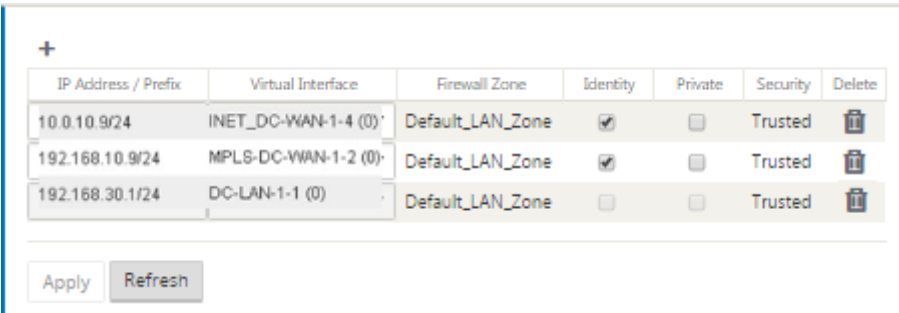 +
IP Address / Prefix Virtual Interface Firewall Zone Identity Private Security Delete
10.0.10.9/24 INET_DC-WAN-1-4 (0) Default_LAN_Zone Trusted
192.168.10.9/24 MPLS-DC-WAN-1-2 (0) Default_LAN_Zone Trusted
192.168.30.1/24 DC-LAN-1-1 (0) Default_LAN_Zone Trusted
Apply Refresh